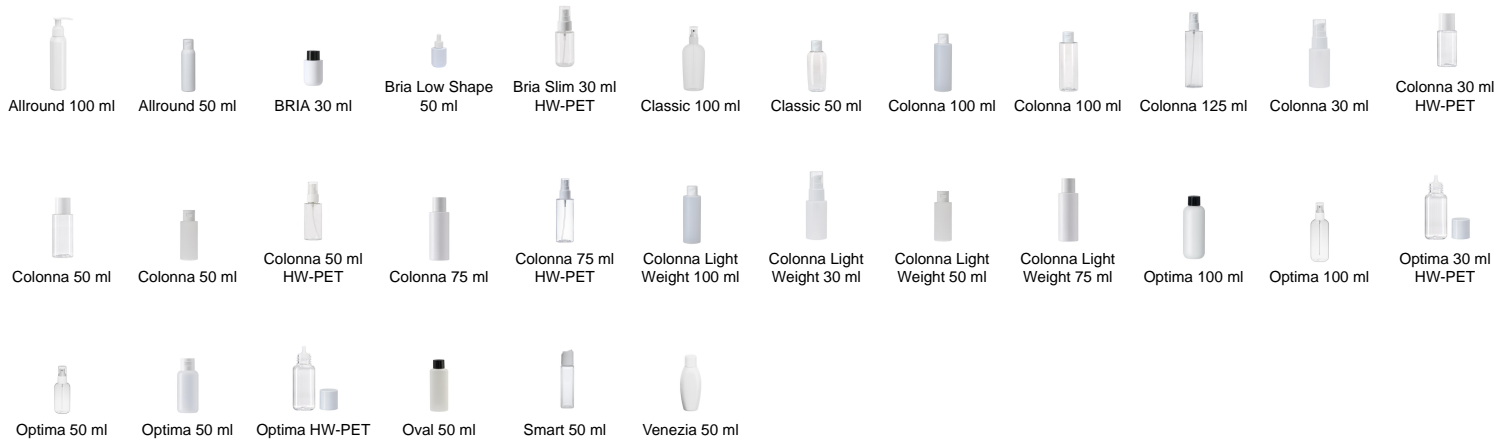 Allround 100 ml
Allround 50 ml
BRIA 30 ml
Bria Low Shape
50 ml
Bria Slim 30 ml
HW-PET
Classic 100 ml
Classic 50 ml
Colonna 100 ml
Colonna 100 ml
Colonna 125 ml
Colonna 30 ml
Colonna 30 ml
HW-PET
Colonna 50 ml
Colonna 50 ml
Colonna 50 ml
HW-PET
Colonna 75 ml
Colonna 75 ml
HW-PET
Colonna Light
Weight 100 ml
Colonna Light
Weight 30 ml
Colonna Light
Weight 50 ml
Colonna Light
Weight 75 ml
Optima 100 ml
Optima 100 ml
Optima 30 ml
HW-PET
Optima 50 ml
Optima 50 ml
Optima HW-PET
Oval 50 ml
Smart 50 ml
Venezia 50 ml